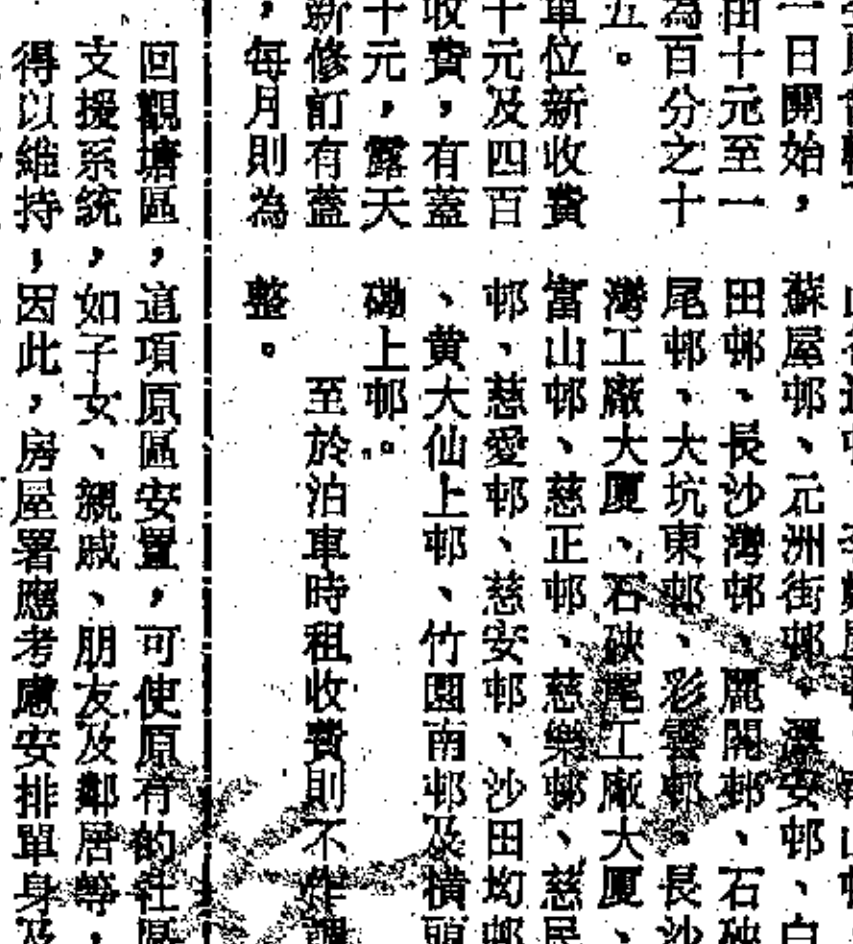 一日開始，
由十元至一
為百分之十
五。
車位新收費
十元及四百
收費，有蓋
十元，露天
新修訂有蓋
，每月則為
蘇屋邨、元洲街邨、澤安邨、白
田邨、長沙灣邨、麗閣邨、石硤
尾邨、大坑東邨、彩雲邨、長沙
灣工廠大廈、石硤尾工廠大廈、
富山邨、慈正邨、慈樂邨、慈民
邨、慈愛邨、慈安邨、沙田坳邨
、黃大仙上邨、竹園南邨及橫頭
磡上邨。
至於泊車時租收費則不作調
整。
回觀塘區，這項原區安置，可使原有的社區
支援系統，如子女、親戚、朋友及鄰居等，
得以維持，因此，房屋署應考慮安排單身及